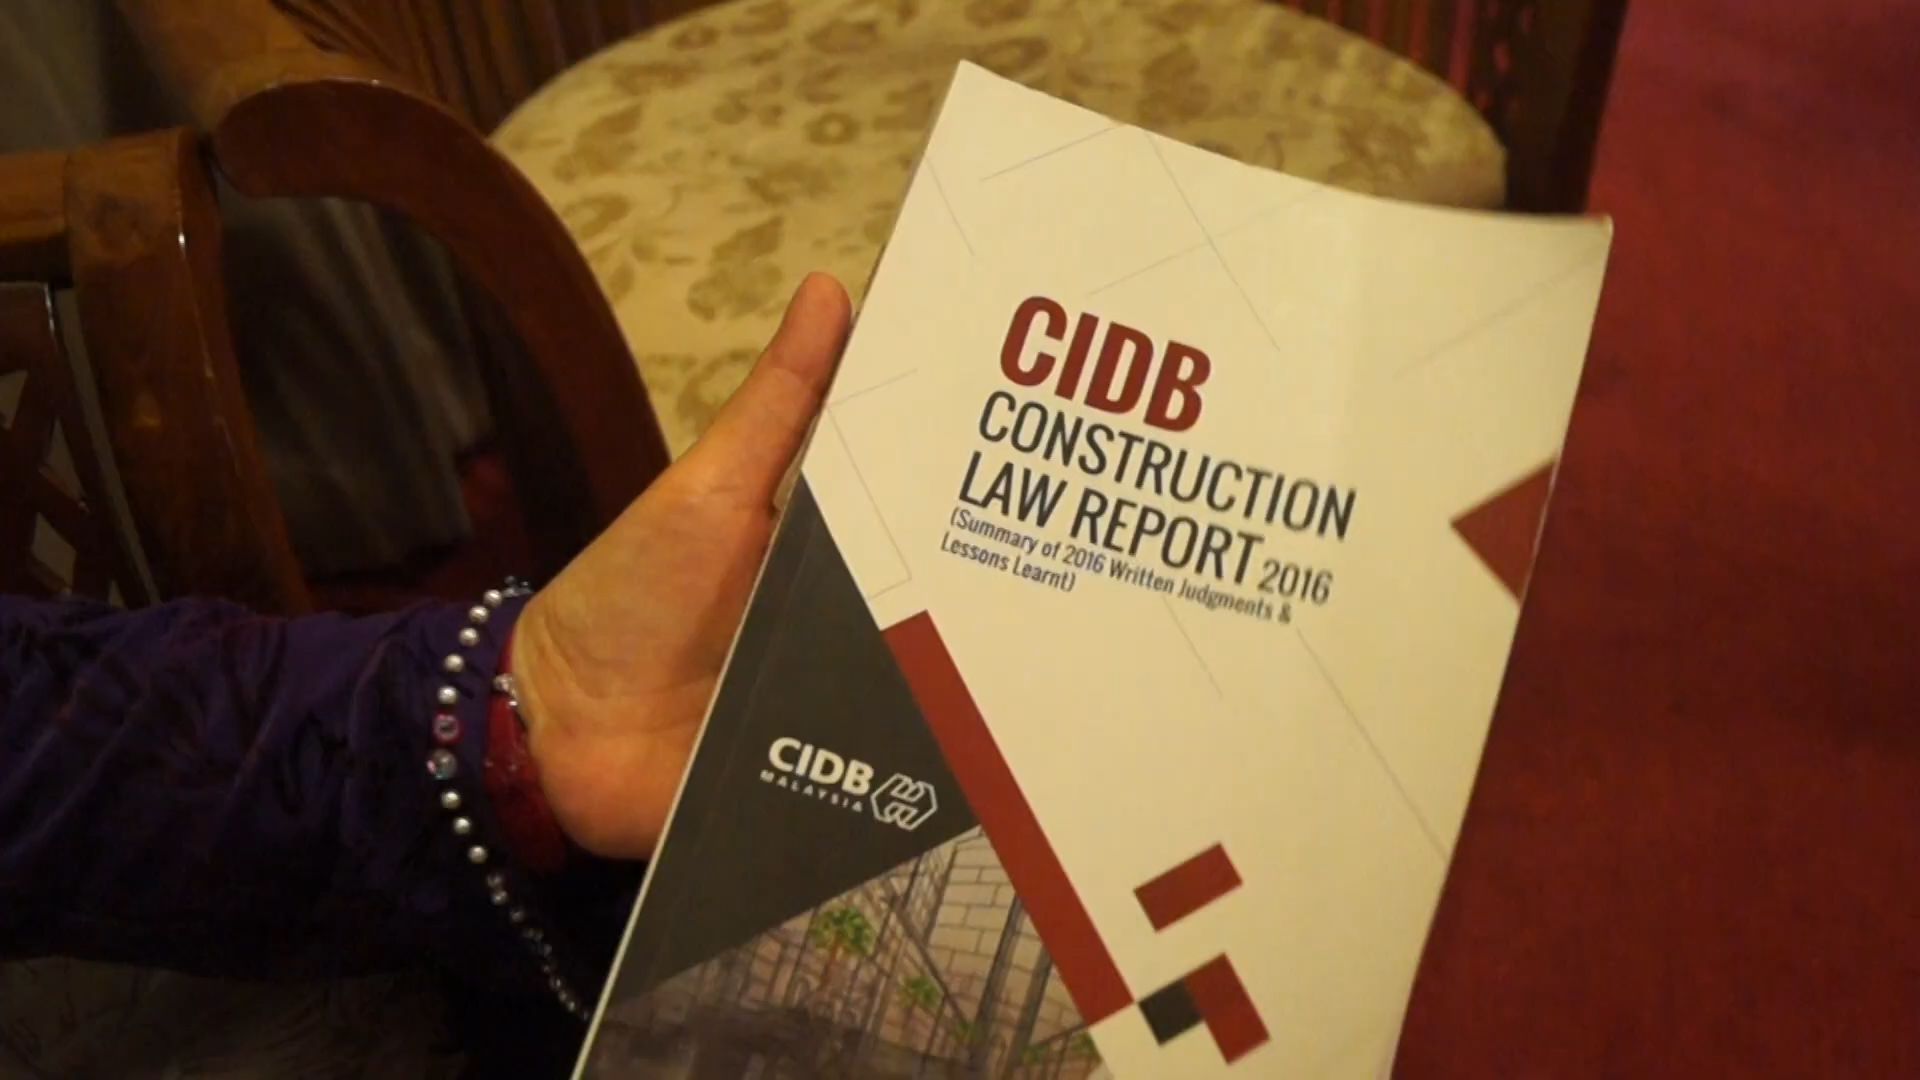 CIDB
CONSTRUCTION
LAW REPORT 2016
(Summary of 2016 Written Judgments &
Lessons Learnt)
CIDB
MALAYSIA